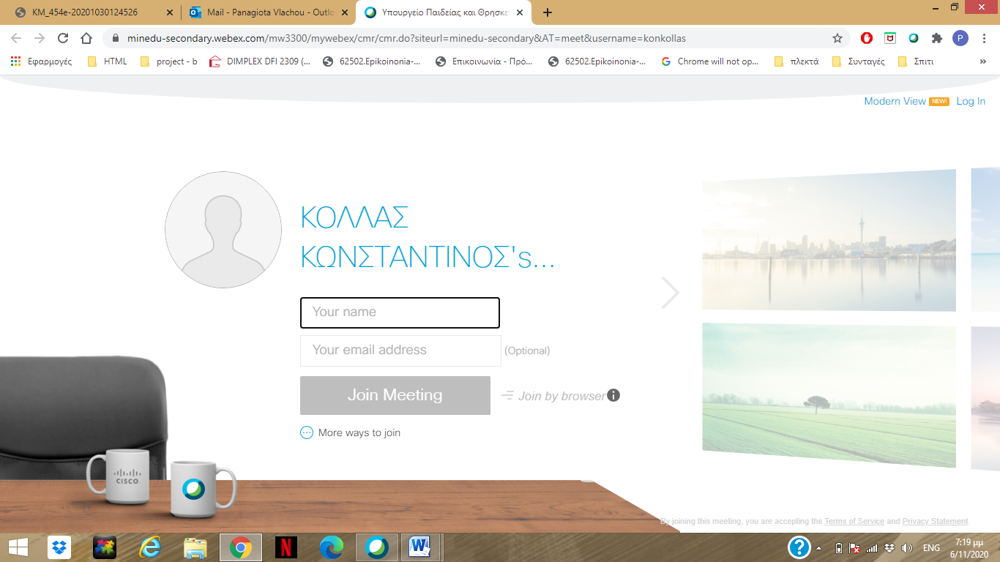 KM_454e-20201030124526
Mail - Panagiota Vlachou - Outlo
Υπουργείο Παιδείας και Θρησκε
minedu-secondary.webex.com/mw3300/mywebex/cmr/cmr.do?siteurl=minedu-secondary&AT=meet&username=konkollas
P
Εφαρμογές
HTML
project - b
DIMPLEX DFI 2309 (...
62502.Epikoinonia-...
Επικοινωνία - Πρό...
62502.Epikoinonia-...
Chrome will not op...
πλεκτά
Συνταγές
Σπιτι
»
Modern View NEW! Log In
ΚΟΛΛΑΣ
ΚΩΝΣΤΑΝΤΙΝΟΣ's...
Your name
Your email address
(Optional)
Join Meeting
Join by browser
More ways to join
CISCO
By joining this meeting, you are accepting the Terms of Service and Privacy Statement.
ENG
7:19 μμ
6/11/2020